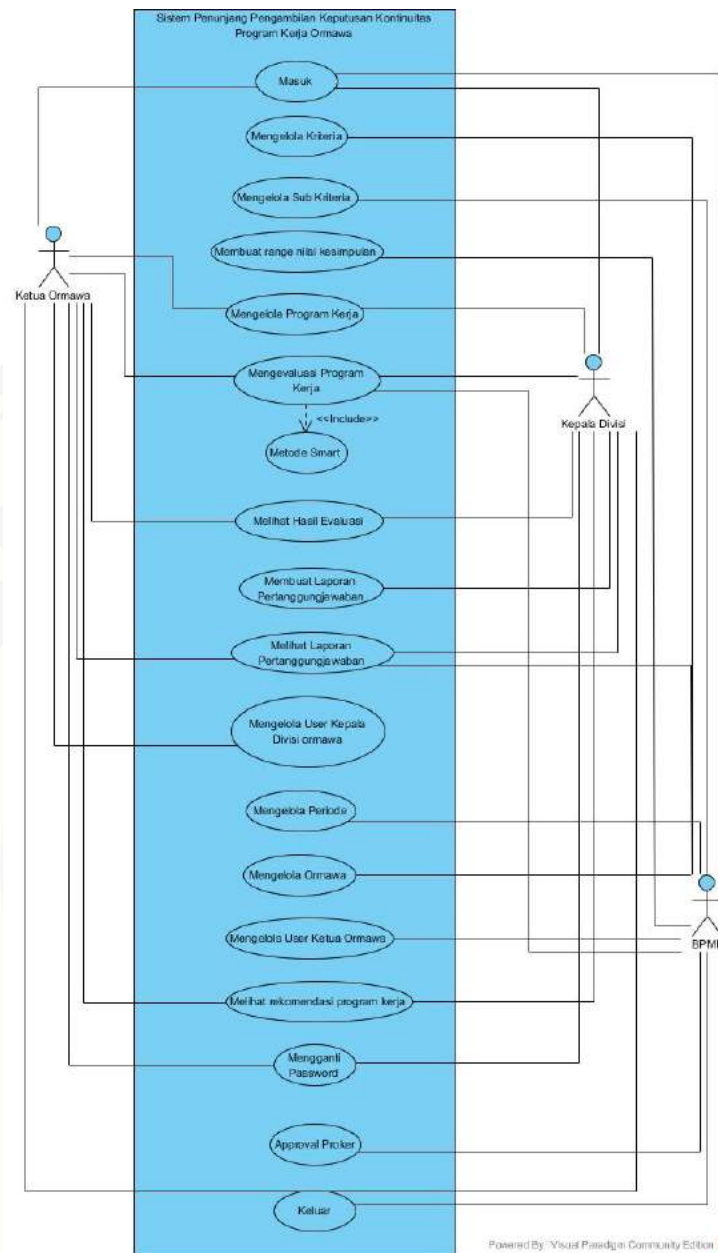 Sistem Penunjang Pengambilan Keputusan Kontinuitas
Program Kerja Ormawa
Masuk
Mengelola Kriteria
Mengelola Sub Kriteria
Membuat range nilai kesimpulan
Ketua Ormawa
Mengelola Program Kerja
Mengevaluasi Program
Kerja
Kepala Divisi
<<Include>>
Metode Smart
Melihat Hasil Evaluasi
Membuat Laporan
Pertanggungjawaban
Melihat Laporan
Pertanggungjawaban
Mengelola User Kepala
Divisi ormawa
Mengelola Periode
Mengelola Ormawa
Mengelola User Ketua Ormawa
Melihat rekomendasi program kerja
Mengganti
Password
Approval Proker
Keluar
Powered By Visual Paradigm Community Edition